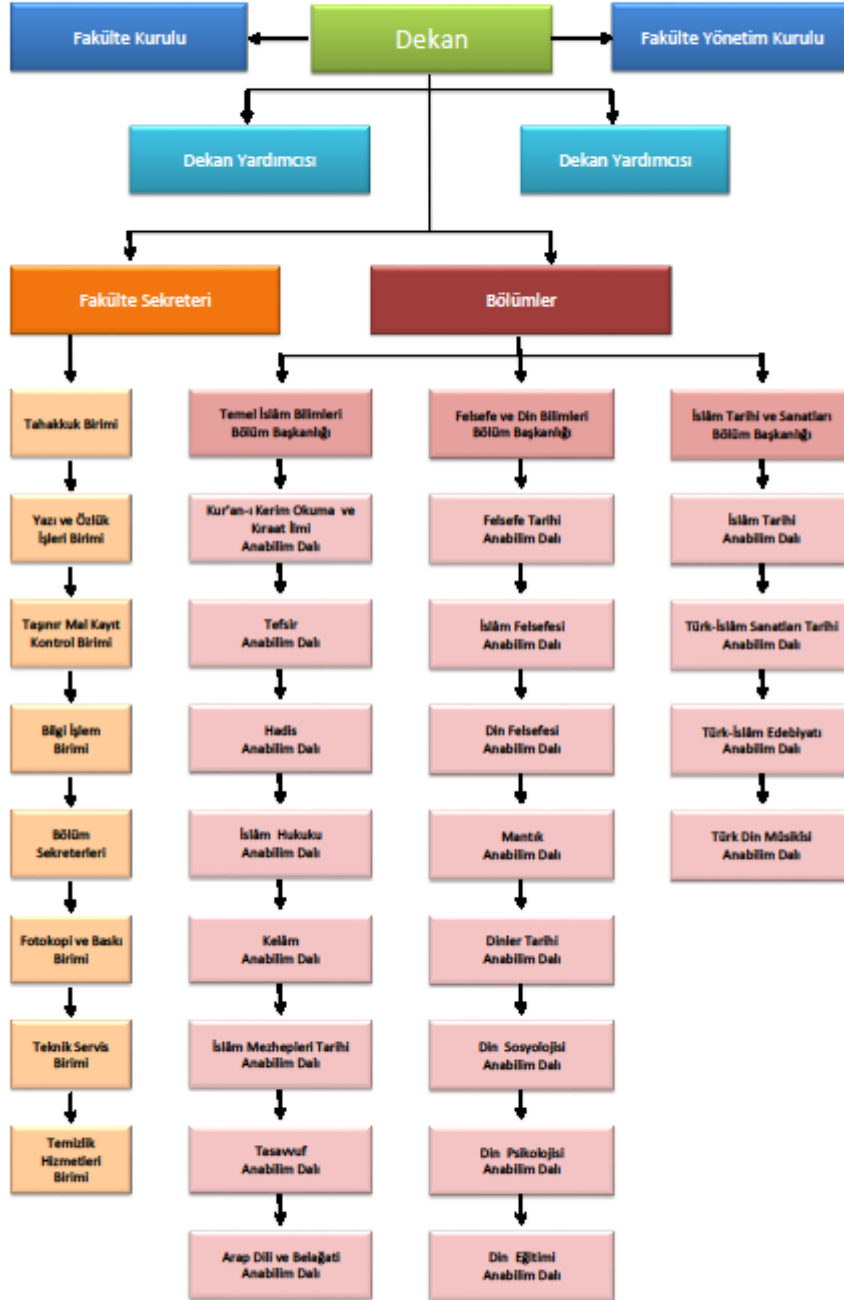 Fakülte Kurulu
Dekan
Fakülte Yönetim Kurulu
Dekan Yardımcısı
Dekan Yardımcısı
Fakülte Sekreteri
Bölümler
Tahakkuk Birimi
Yazı ve Özlük
İşleri Birimi
Taşınır Mal Kayıt
Kontrol Birimi
Bilgi İşlem
Birimi
Bölüm
Sekreterleri
Fotokopi ve Baskı
Birimi
Teknik Servis
Birimi
Temizlik
Hizmetleri
Birimi
Temel İslâm Bilimleri
Bölüm Başkanlığı
Kur'an-ı Kerim Okuma ve
Kıraat İlmi
Anabilim Dalı
Tefsir
Anabilim Dalı
Hadis
Anabilim Dalı
İslâm Hukuku
Anabilim Dalı
Kelâm
Anabilim Dalı
İslâm Mezhepleri Tarihi
Anabilim Dalı
Tasavvuf
Anabilim Dalı
Arap Dili ve Belağati
Anabilim Dalı
Felsefe ve Din Bilimleri
Bölüm Başkanlığı
Felsefe Tarihi
Anabilim Dalı
İslâm Felsefesi
Anabilim Dalı
Din Felsefesi
Anabilim Dalı
Mantık
Anabilim Dalı
Dinler Tarihi
Anabilim Dalı
Din Sosyolojisi
Anabilim Dalı
Din Psikolojisi
Anabilim Dalı
Din Eğitimi
Anabilim Dalı
İslâm Tarihi ve Sanatları
Bölüm Başkanlığı
İslâm Tarihi
Anabilim Dalı
Türk-İslâm Sanatları Tarihi
Anabilim Dalı
Türk-İslâm Edebiyatı
Anabilim Dalı
Türk Din Mûsikîsi
Anabilim Dalı